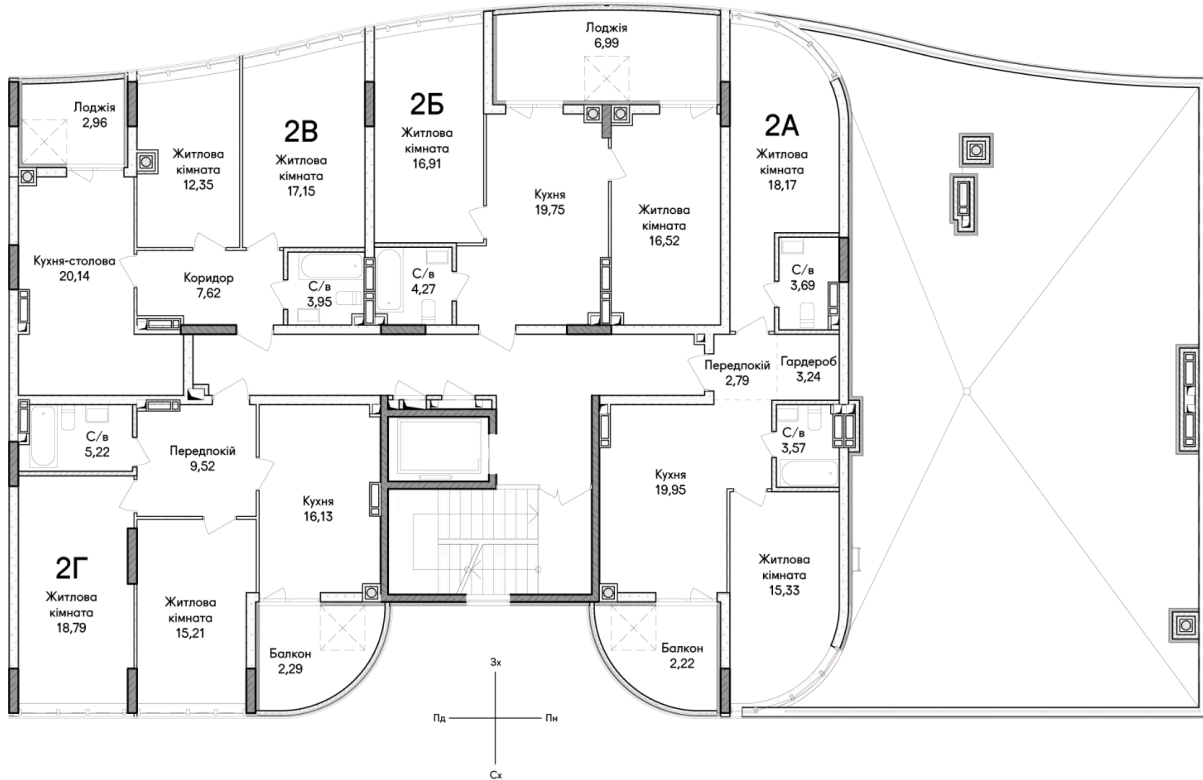 Лоджія
6,99
Лоджія
2,96
2В
2Б
2А
Житлова
кімната
12,35
Житлова
кімната
17,15
Житлова
кімната
16,91
Кухня
19,75
Житлова
кімната
16,52
Житлова
кімната
18,17
Кухня-столова
20,14
Коридор
7,62
С/в
3,95
С/в
4,27
С/в
3,69
Передпокій
2,79
Гардероб
3,24
С/в
5,22
Передпокій
9,52
Кухня
16,13
Кухня
19,95
С/в
3,57
2Г
Житлова
кімната
18,79
Житлова
кімната
15,21
Житлова
кімната
15,33
Балкон
2,29
Балкон
2,22
Зх
Пд
Пн
Сх